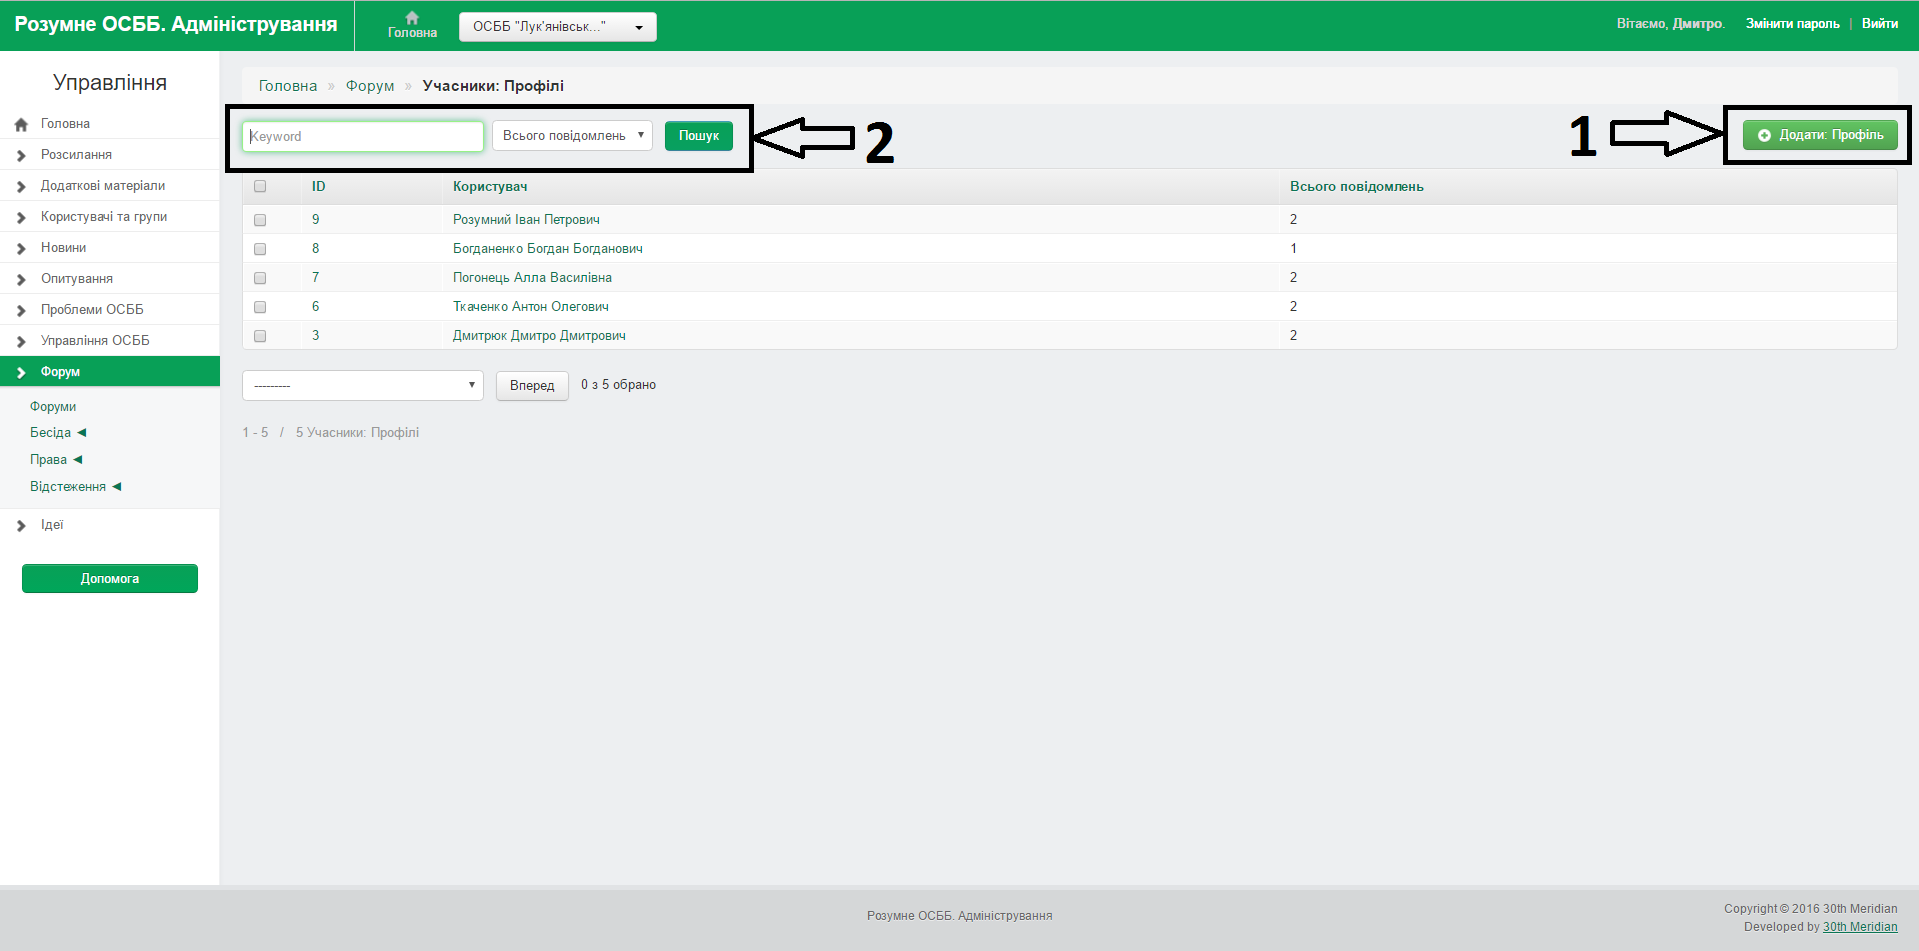 Розумне ОСББ. Адміністрування
Головна
ОСББ "Лук'янівськ..."
Вітаємо, Дмитро. Змінити пароль | Вийти
Управління
Головна
Розсилання
Додаткові матеріали
Користувачі та групи
Новини
Опитування
Проблеми ОСББ
Управління ОСББ
Форум
Форуми
Бесіда
Права
Відстеження
Ідеї
Допомога
Головна » Форум » Учасники: Профілі
Keyword Всього повідомлень Пошук 2
1 Додати: Профіль
ID Користувач Всього повідомлень
9 Розумний Іван Петрович 2
8 Богданенко Богдан Богданович 1
7 Погонець Алла Василівна 2
6 Ткаченко Антон Олегович 2
3 Дмитрюк Дмитро Дмитрович 2
--------- Вперед 0 з 5 обрано
1 - 5 / 5 Учасники: Профілі
Розумне ОСББ. Адміністрування
Copyright © 2016 30th Meridian
Developed by 30th Meridian